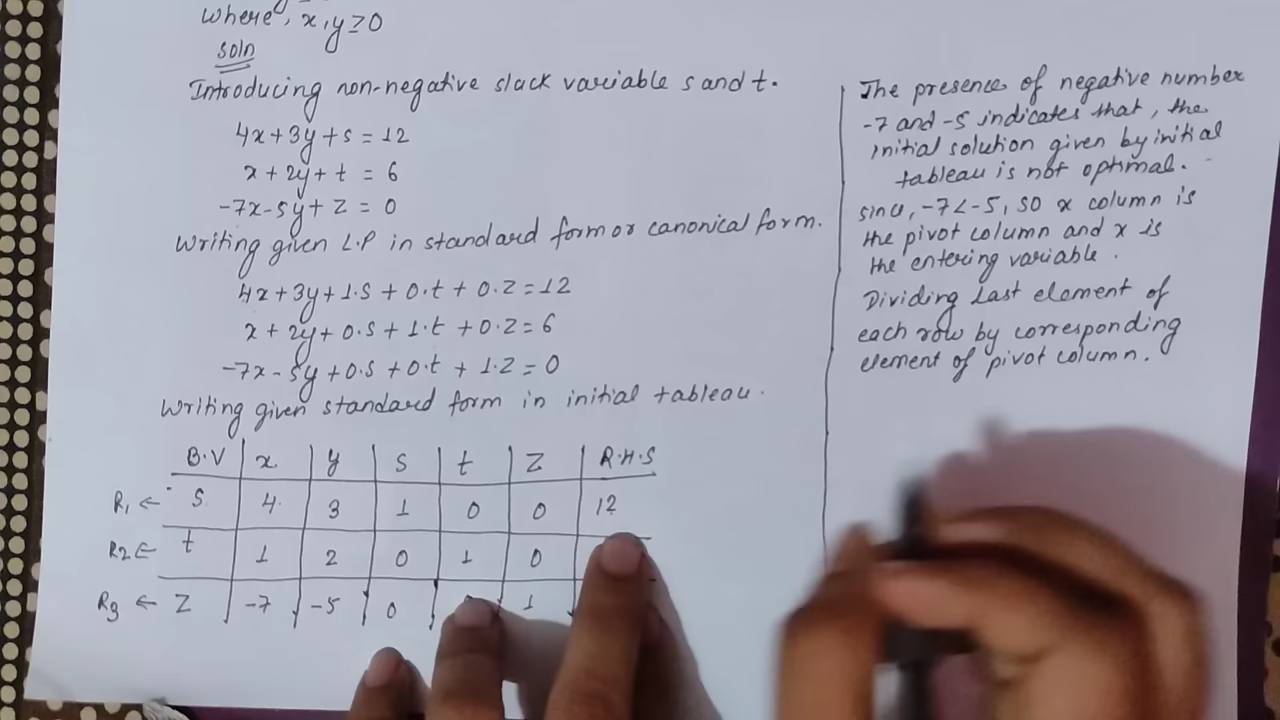 where, x,y≥0
soln
Introducing non-negative slack variable s and t.
4x+3y+s=12
x+2y+t = 6
-7x-5y+z=0
Writing given L.P in standard form or canonical form.
4x+3y+1.s+0.t+0.z=12
x+2y+0.s+1.t+0.z=6
-7x-5y+0.s+0.t+1.z=0
Writing given standard form in initial tableau.
B.V x y s t z R.H.S
R1 ← s 4 3 1 0 0 12
R2 ← t 1 2 0 1 0
R3 ← z -7 -5 0 1
The presence of negative number
-7 and -5 indicates that, the
initial solution given by initial
tableau is not optimal.
since, -7<-5, so x column is
the pivot column and x is
the entering variable.
Dividing last element of
each row by corresponding
element of pivot column.